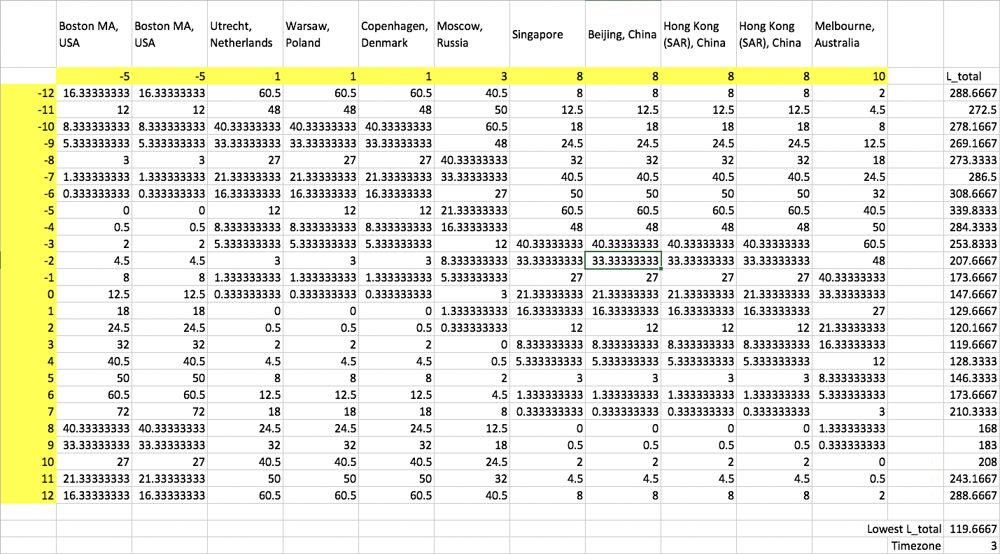 Boston MA, USA Boston MA, USA Utrecht, Netherlands Warsaw, Poland Copenhagen, Denmark Moscow, Russia Singapore Beijing, China Hong Kong (SAR), China Hong Kong (SAR), China Melbourne, Australia
-5 -5 1 1 1 3 8 8 8 8 10 L_total
-12 16.33333333 16.33333333 60.5 60.5 60.5 40.5 8 8 8 8 2 288.6667
-11 12 12 48 48 48 50 12.5 12.5 12.5 12.5 4.5 272.5
-10 8.333333333 8.333333333 40.33333333 40.33333333 40.33333333 60.5 18 18 18 18 8 278.1667
-9 5.333333333 5.333333333 33.33333333 33.33333333 33.33333333 48 24.5 24.5 24.5 24.5 12.5 269.1667
-8 3 3 27 27 27 40.33333333 32 32 32 32 18 273.3333
-7 1.333333333 1.333333333 21.33333333 21.33333333 21.33333333 33.33333333 40.5 40.5 40.5 40.5 24.5 286.5
-6 0.333333333 0.333333333 16.33333333 16.33333333 16.33333333 27 50 50 50 50 32 308.6667
-5 0 0 12 12 12 21.33333333 60.5 60.5 60.5 60.5 40.5 339.8333
-4 0.5 0.5 8.333333333 8.333333333 8.333333333 16.33333333 48 48 48 48 50 284.3333
-3 2 2 5.333333333 5.333333333 5.333333333 12 40.33333333 40.33333333 40.33333333 40.33333333 60.5 253.8333
-2 4.5 4.5 3 3 3 8.333333333 33.33333333 33.33333333 33.33333333 33.33333333 48 207.6667
-1 8 8 1.333333333 1.333333333 1.333333333 5.333333333 27 27 27 27 40.33333333 173.6667
0 12.5 12.5 0.333333333 0.333333333 0.333333333 3 21.33333333 21.33333333 21.33333333 21.33333333 33.33333333 147.6667
1 18 18 0 0 0 1.333333333 16.33333333 16.33333333 16.33333333 16.33333333 27 129.6667
2 24.5 24.5 0.5 0.5 0.5 0.333333333 12 12 12 12 21.33333333 120.1667
3 32 32 2 2 2 0 8.333333333 8.333333333 8.333333333 8.333333333 16.33333333 119.6667
4 40.5 40.5 4.5 4.5 4.5 0.5 5.333333333 5.333333333 5.333333333 5.333333333 12 128.3333
5 50 50 8 8 8 2 3 3 3 3 8.333333333 146.3333
6 60.5 60.5 12.5 12.5 12.5 4.5 1.333333333 1.333333333 1.333333333 1.333333333 5.333333333 173.6667
7 72 72 18 18 18 8 0.333333333 0.333333333 0.333333333 0.333333333 3 210.3333
8 40.33333333 40.33333333 24.5 24.5 24.5 12.5 0 0 0 0 1.333333333 168
9 33.33333333 33.33333333 32 32 32 18 0.5 0.5 0.5 0.5 0.333333333 183
10 27 27 40.5 40.5 40.5 24.5 2 2 2 2 0 208
11 21.33333333 21.33333333 50 50 50 32 4.5 4.5 4.5 4.5 0.5 243.1667
12 16.33333333 16.33333333 60.5 60.5 60.5 40.5 8 8 8 8 2 288.6667
Lowest L_total 119.6667
Timezone 3